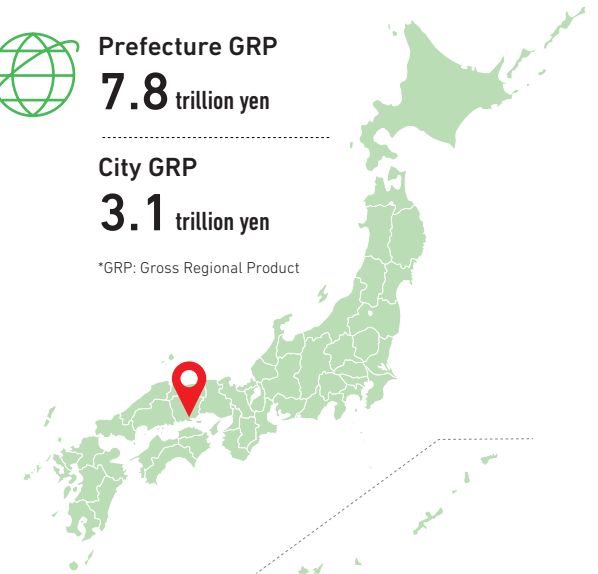 Prefecture GRP
7.8 trillion yen
City GRP
3.1 trillion yen
*GRP: Gross Regional Product